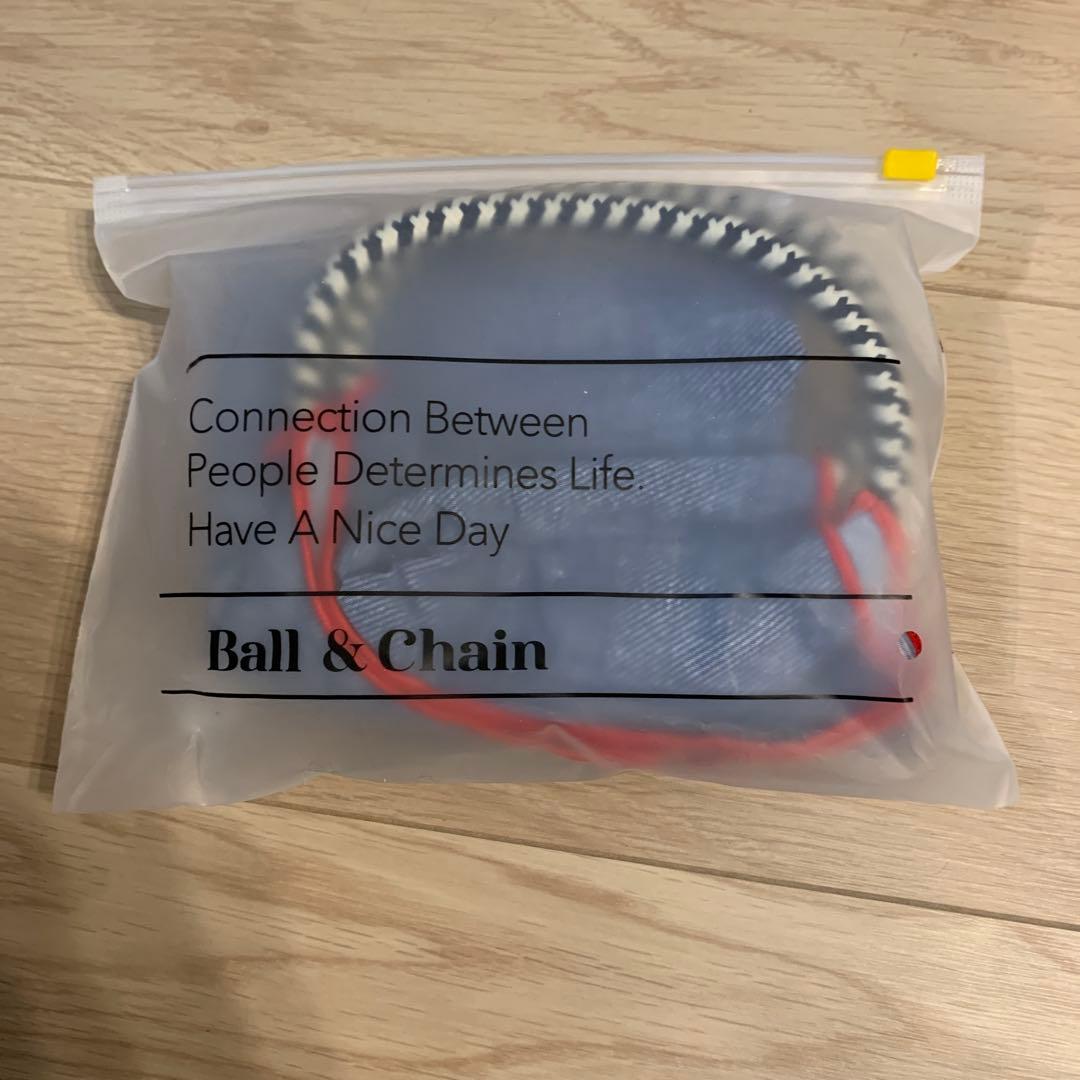 Connection Between
People Determines Life.
Have A Nice Day
Ball & Chain